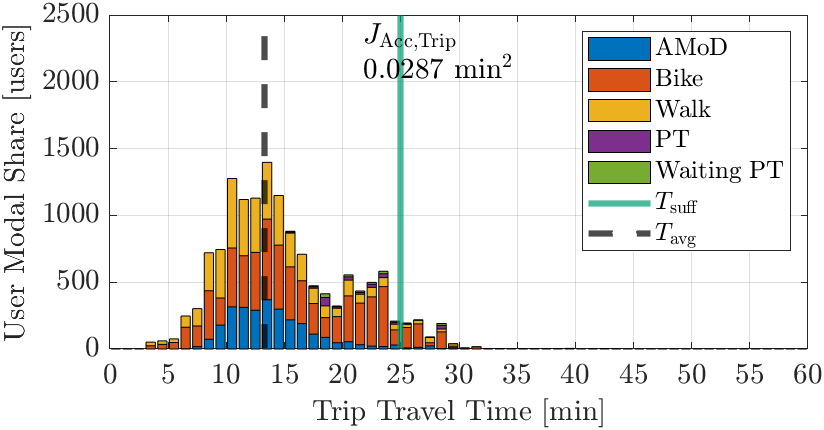 User Modal Share [users]
2500
2000
1500
1000
500
0
J_Acc,Trip
0.0287 min²
AMoD
Bike
Walk
PT
Waiting PT
T_suff
T_avg
0 5 10 15 20 25 30 35 40 45 50 55 60
Trip Travel Time [min]